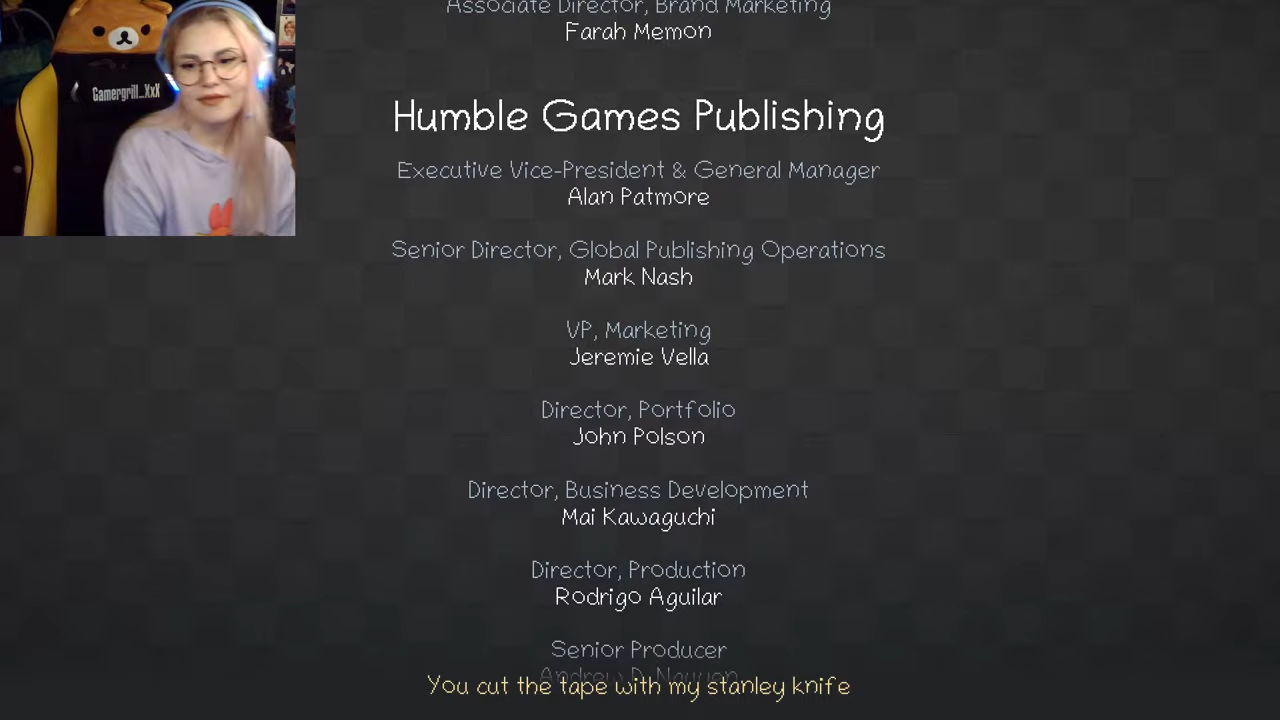 Associate Director, Brand Marketing
Farah Memon
Gamergrill_XxX
Humble Games Publishing
Executive Vice-President & General Manager
Alan Patmore
Senior Director, Global Publishing Operations
Mark Nash
VP, Marketing
Jeremie Vella
Director, Portfolio
John Polson
Director, Business Development
Mai Kawaguchi
Director, Production
Rodrigo Aguilar
Senior Producer
Andrew D. Nguyen
You cut the tape with my stanley knife